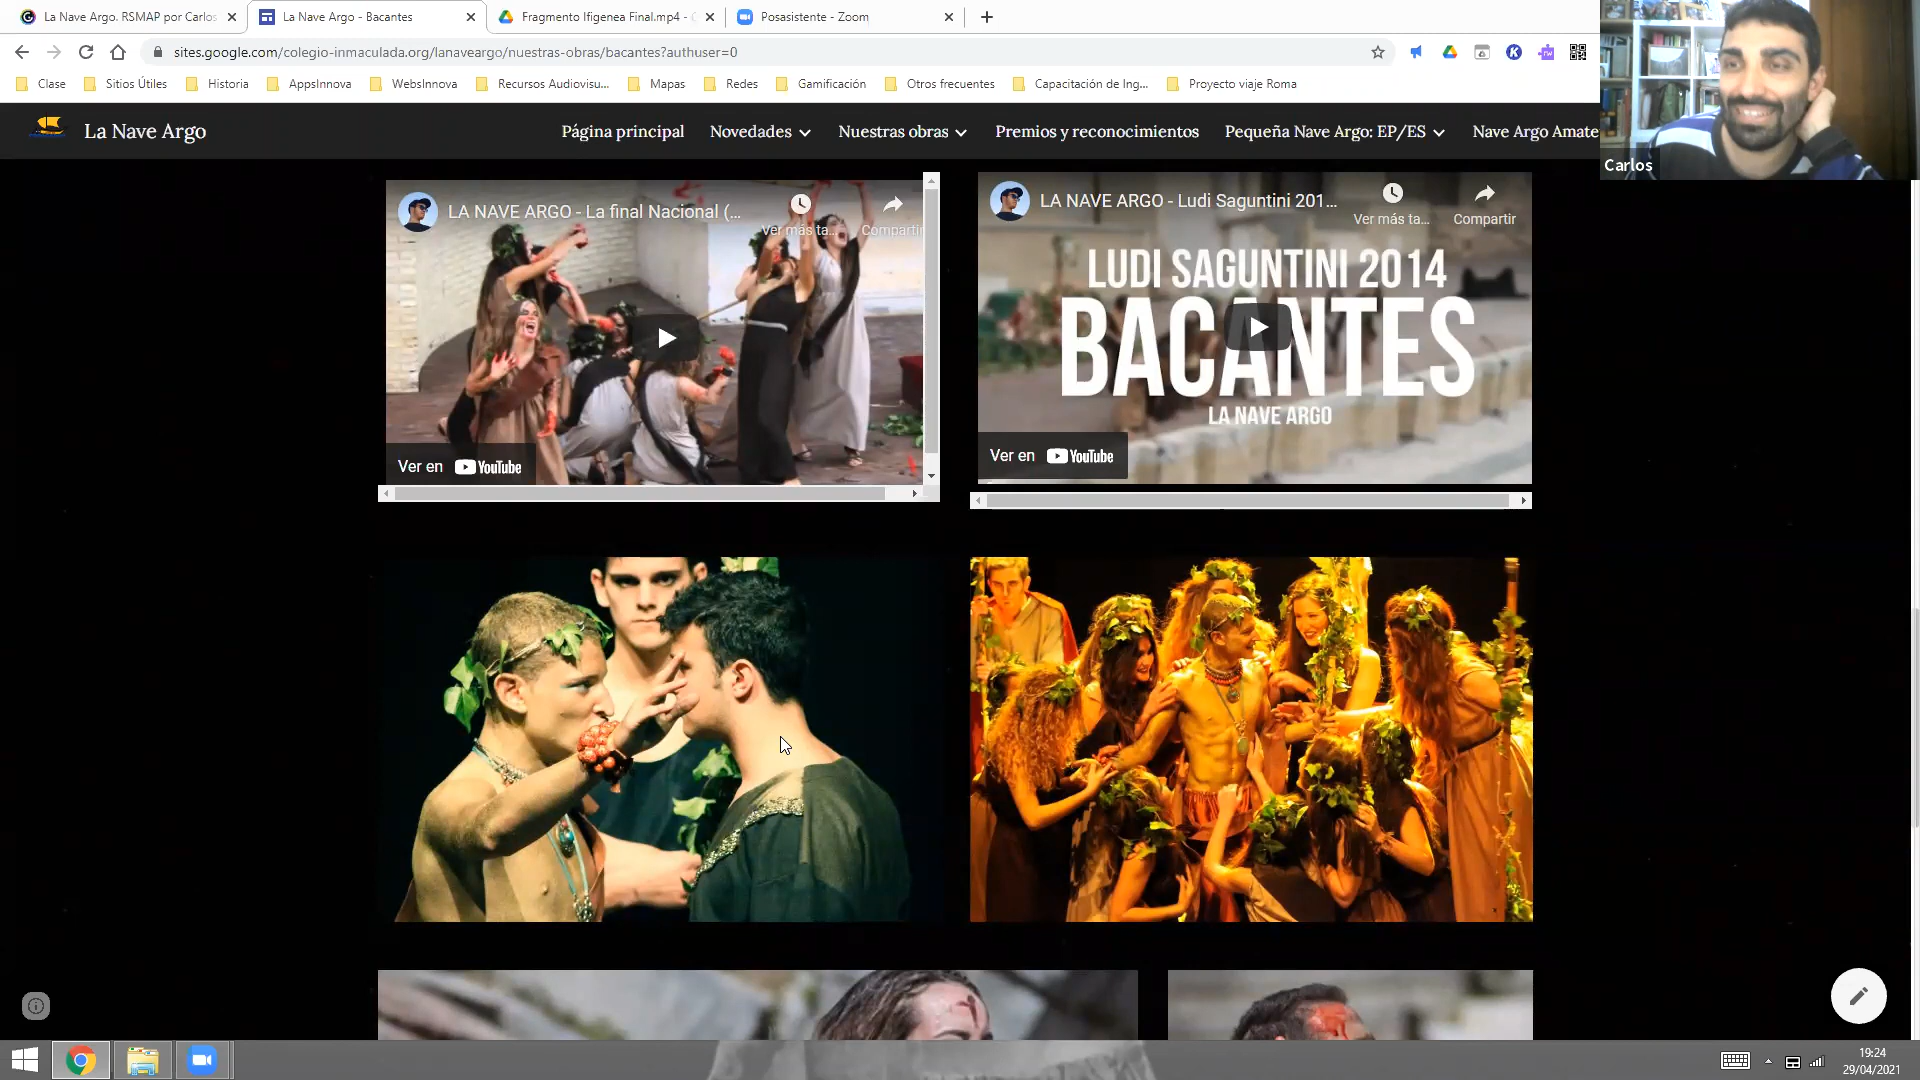 La Nave Argo. RSMAP por Carlos
La Nave Argo - Bacantes
Fragmento Ifigenea Final.mp4 -
Posasistente - Zoom
sites.google.com/colegio-inmaculada.org/lanaveargo/nuestras-obras/bacantes?authuser=0
Clase
Sitios Útiles
Historia
AppsInnova
WebsInnova
Recursos Audiovisu...
Mapas
Redes
Gamificación
Otros frecuentes
Capacitación de Ing...
Proyecto viaje Roma
La Nave Argo
Página principal
Novedades
Nuestras obras
Premios y reconocimientos
Pequeña Nave Argo: EP/ES
Nave Argo Amate
Carlos
LA NAVE ARGO - La final Nacional (...
Ver más ta...
Compartir
Ver en YouTube
LA NAVE ARGO - Ludi Saguntini 201...
Ver más ta...
Compartir
LUDI SAGUNTINI 2014
BACANTES
LA NAVE ARGO
Ver en YouTube
19:24
29/04/2021